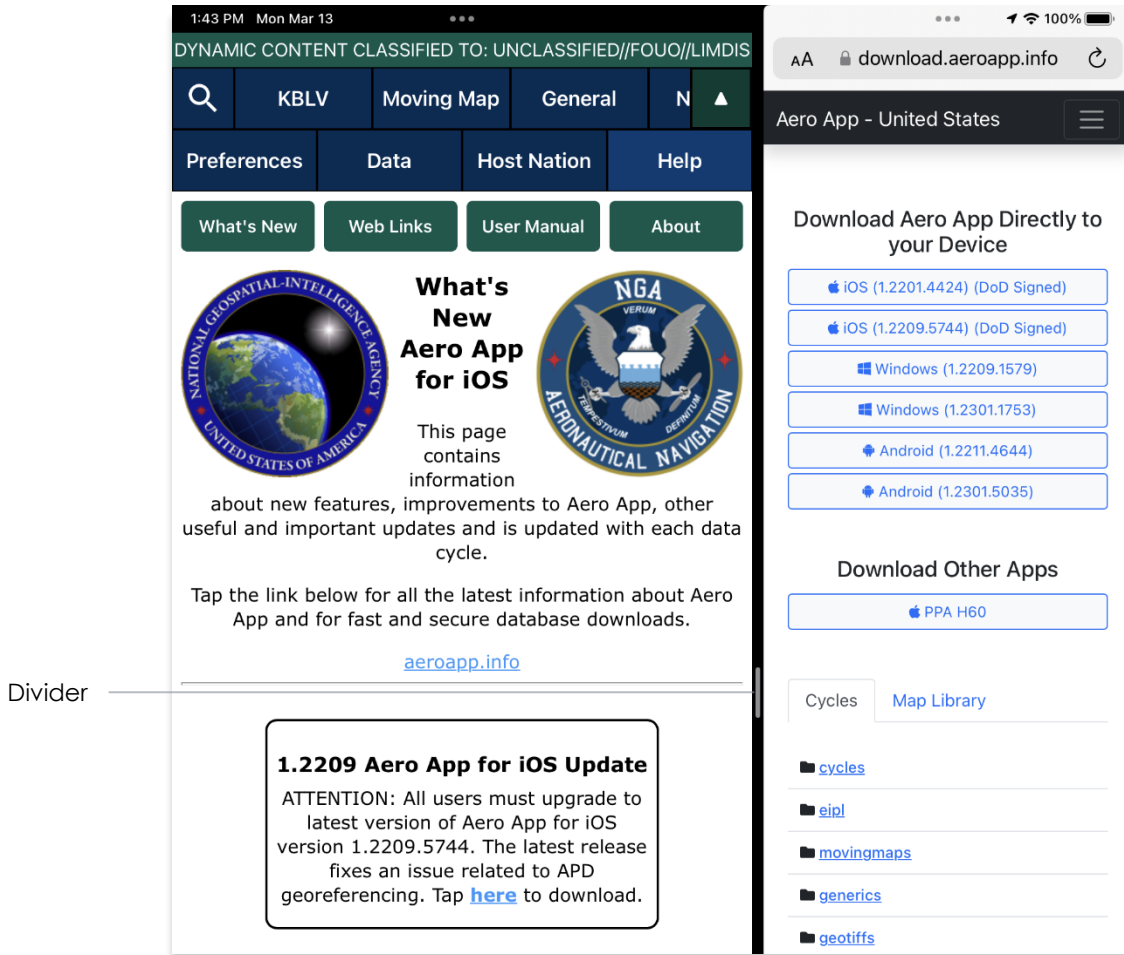 1:43 PM Mon Mar 13
DYNAMIC CONTENT CLASSIFIED TO: UNCLASSIFIED//FOUO//LIMDIS
KBLV
Moving Map
General
N
Preferences
Data
Host Nation
Help
What's New
Web Links
User Manual
About
NATIONAL GEOSPATIAL-INTELLIGENCE AGENCY
UNITED STATES OF AMERICA
What's
New
Aero App
for iOS
NGA
VERUM
TEMPESTIVUM
DEFINITUM
AERONAUTICAL NAVIGATION
This page
contains
information
about new features, improvements to Aero App, other
useful and important updates and is updated with each data
cycle.
Tap the link below for all the latest information about Aero
App and for fast and secure database downloads.
aeroapp.info
Divider
1.2209 Aero App for iOS Update
ATTENTION: All users must upgrade to
latest version of Aero App for iOS
version 1.2209.5744. The latest release
fixes an issue related to APD
georeferencing. Tap here to download.
100%
AA download.aeroapp.info
Aero App - United States
Download Aero App Directly to
your Device
iOS (1.2201.4424) (DoD Signed)
iOS (1.2209.5744) (DoD Signed)
Windows (1.2209.1579)
Windows (1.2301.1753)
Android (1.2211.4644)
Android (1.2301.5035)
Download Other Apps
PPA H60
Cycles
Map Library
cycles
eipl
movingmaps
generics
geotiffs